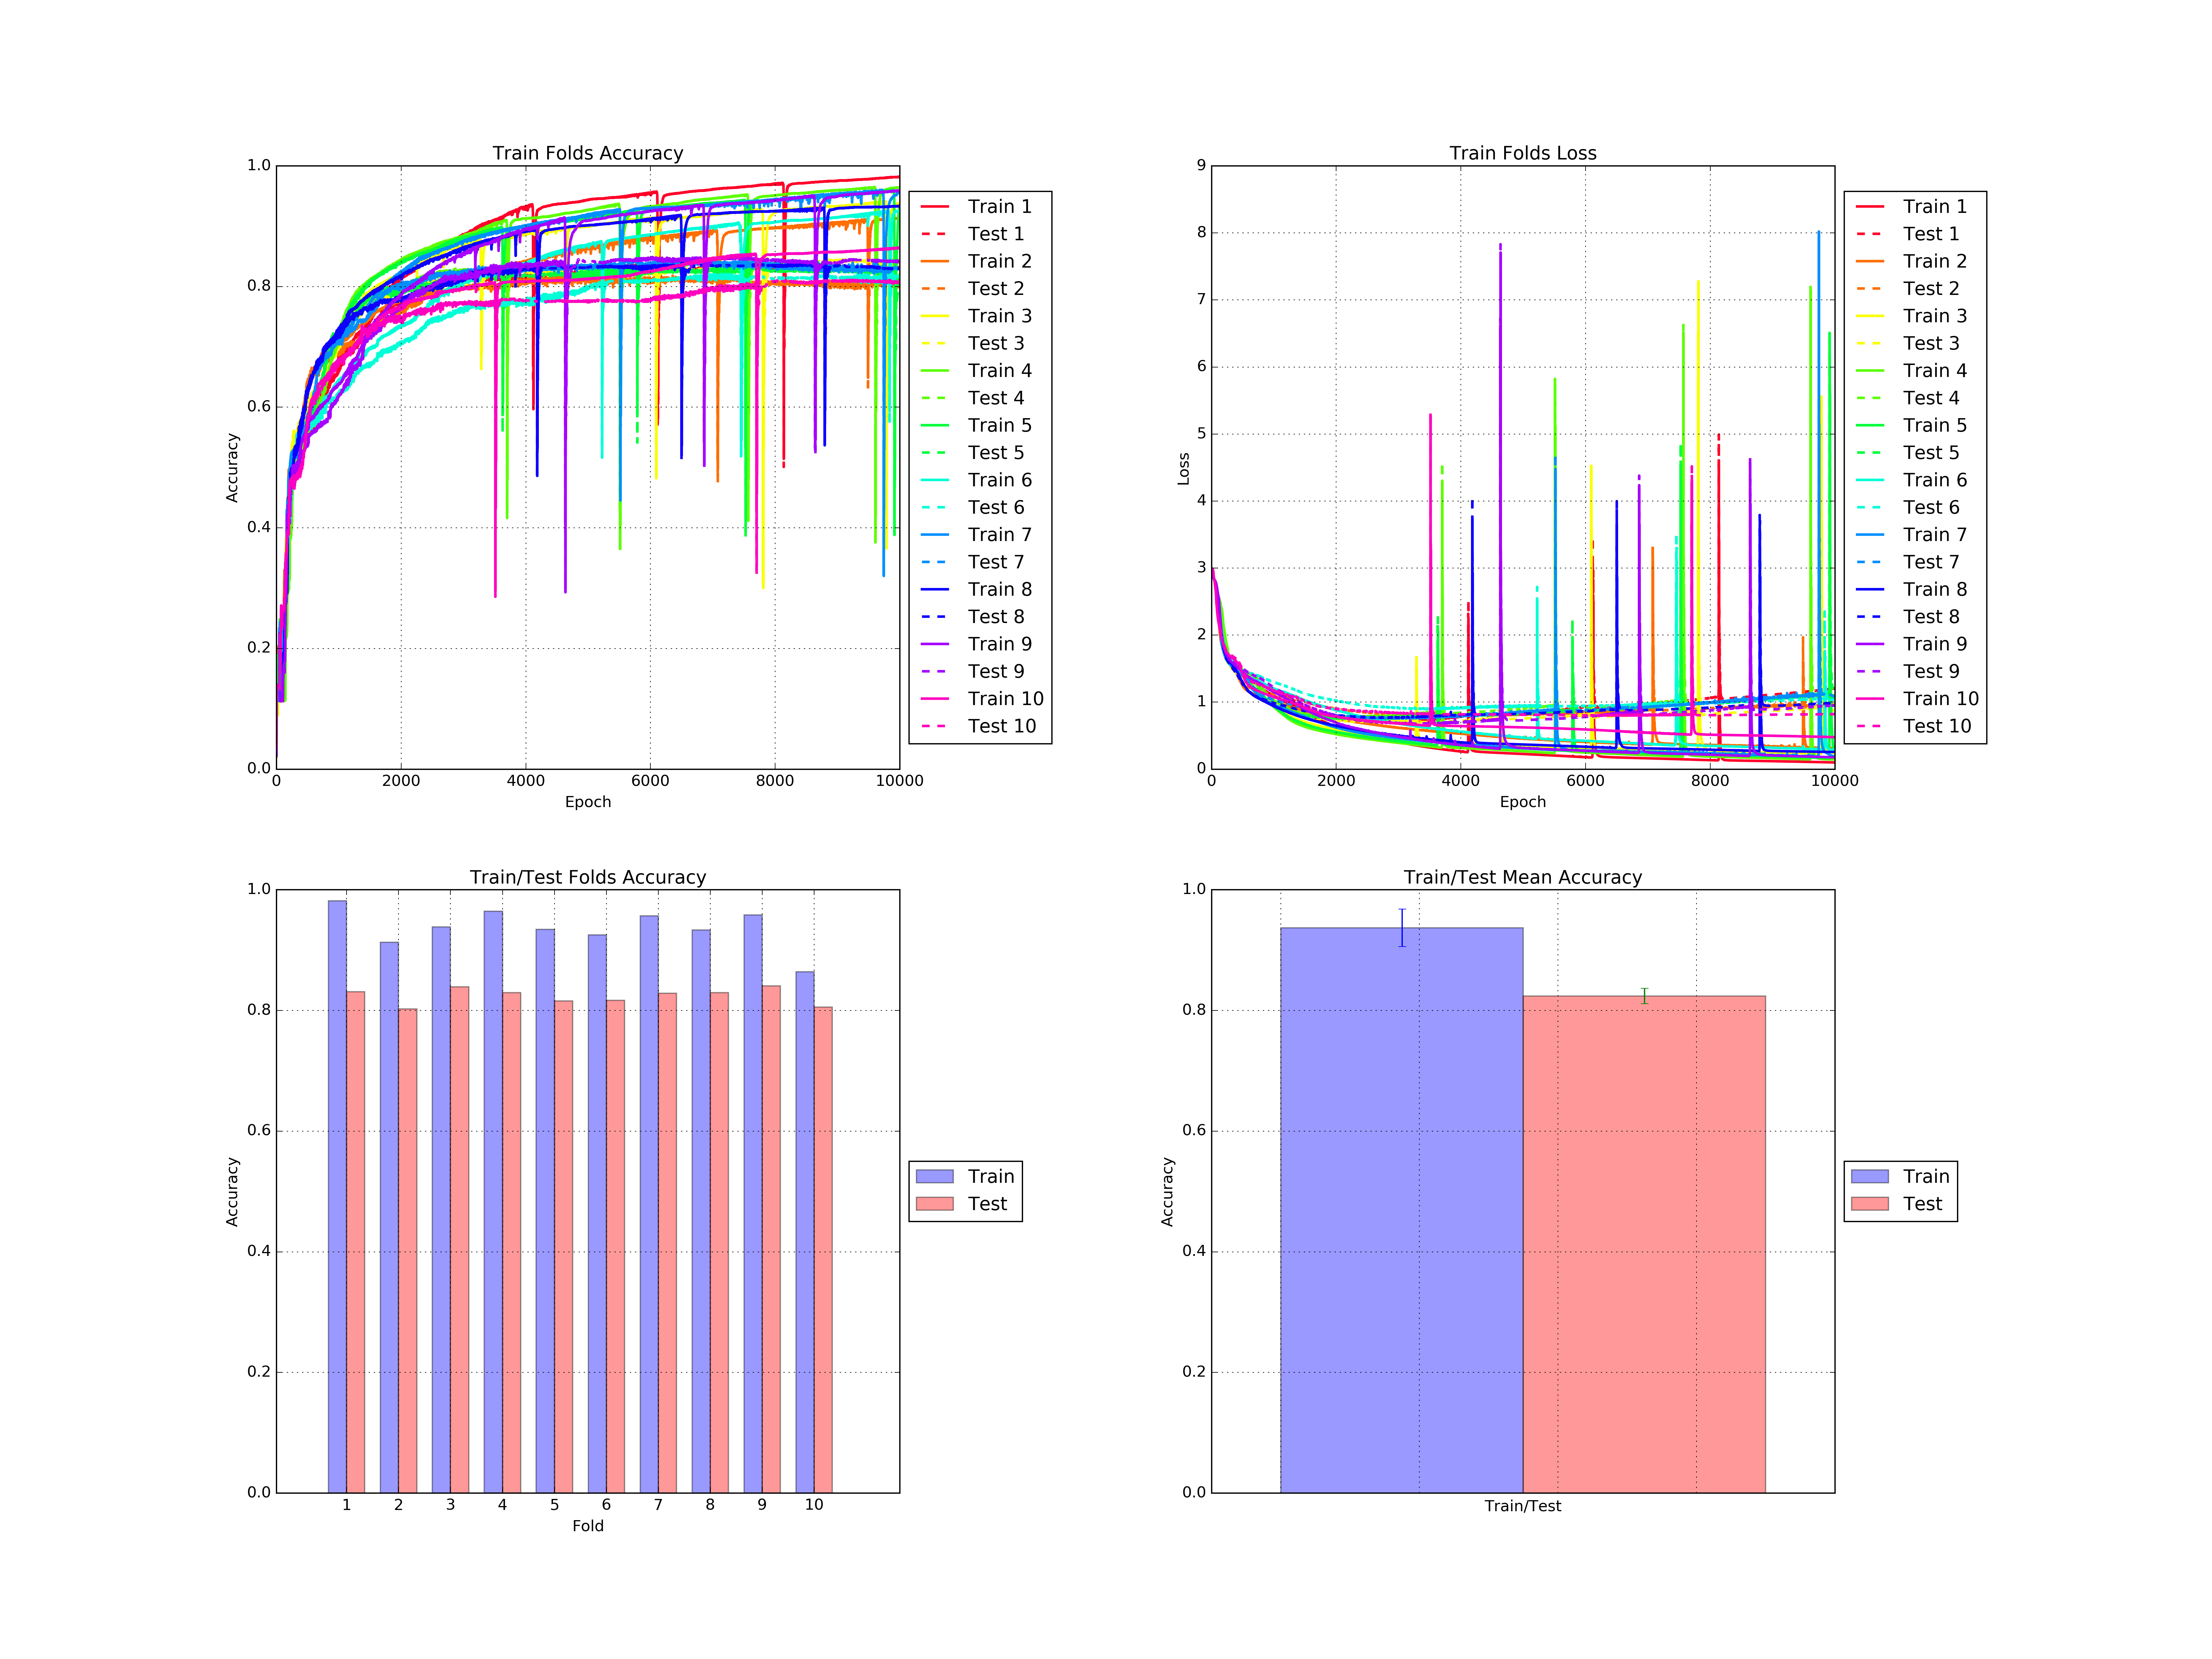 Train Folds Accuracy
1.0
0.8
0.6
0.4
0.2
0.0
Accuracy
0 2000 4000 6000 8000 10000
Epoch
Train 1
Test 1
Train 2
Test 2
Train 3
Test 3
Train 4
Test 4
Train 5
Test 5
Train 6
Test 6
Train 7
Test 7
Train 8
Test 8
Train 9
Test 9
Train 10
Test 10
Train Folds Loss
9
8
7
6
5
4
3
2
1
0
Loss
0 2000 4000 6000 8000 10000
Epoch
Train 1
Test 1
Train 2
Test 2
Train 3
Test 3
Train 4
Test 4
Train 5
Test 5
Train 6
Test 6
Train 7
Test 7
Train 8
Test 8
Train 9
Test 9
Train 10
Test 10
Train/Test Folds Accuracy
1.0
0.8
0.6
0.4
0.2
0.0
Accuracy
1 2 3 4 5 6 7 8 9 10
Fold
Train
Test
Train/Test Mean Accuracy
1.0
0.8
0.6
0.4
0.2
0.0
Accuracy
Train/Test
Train
Test